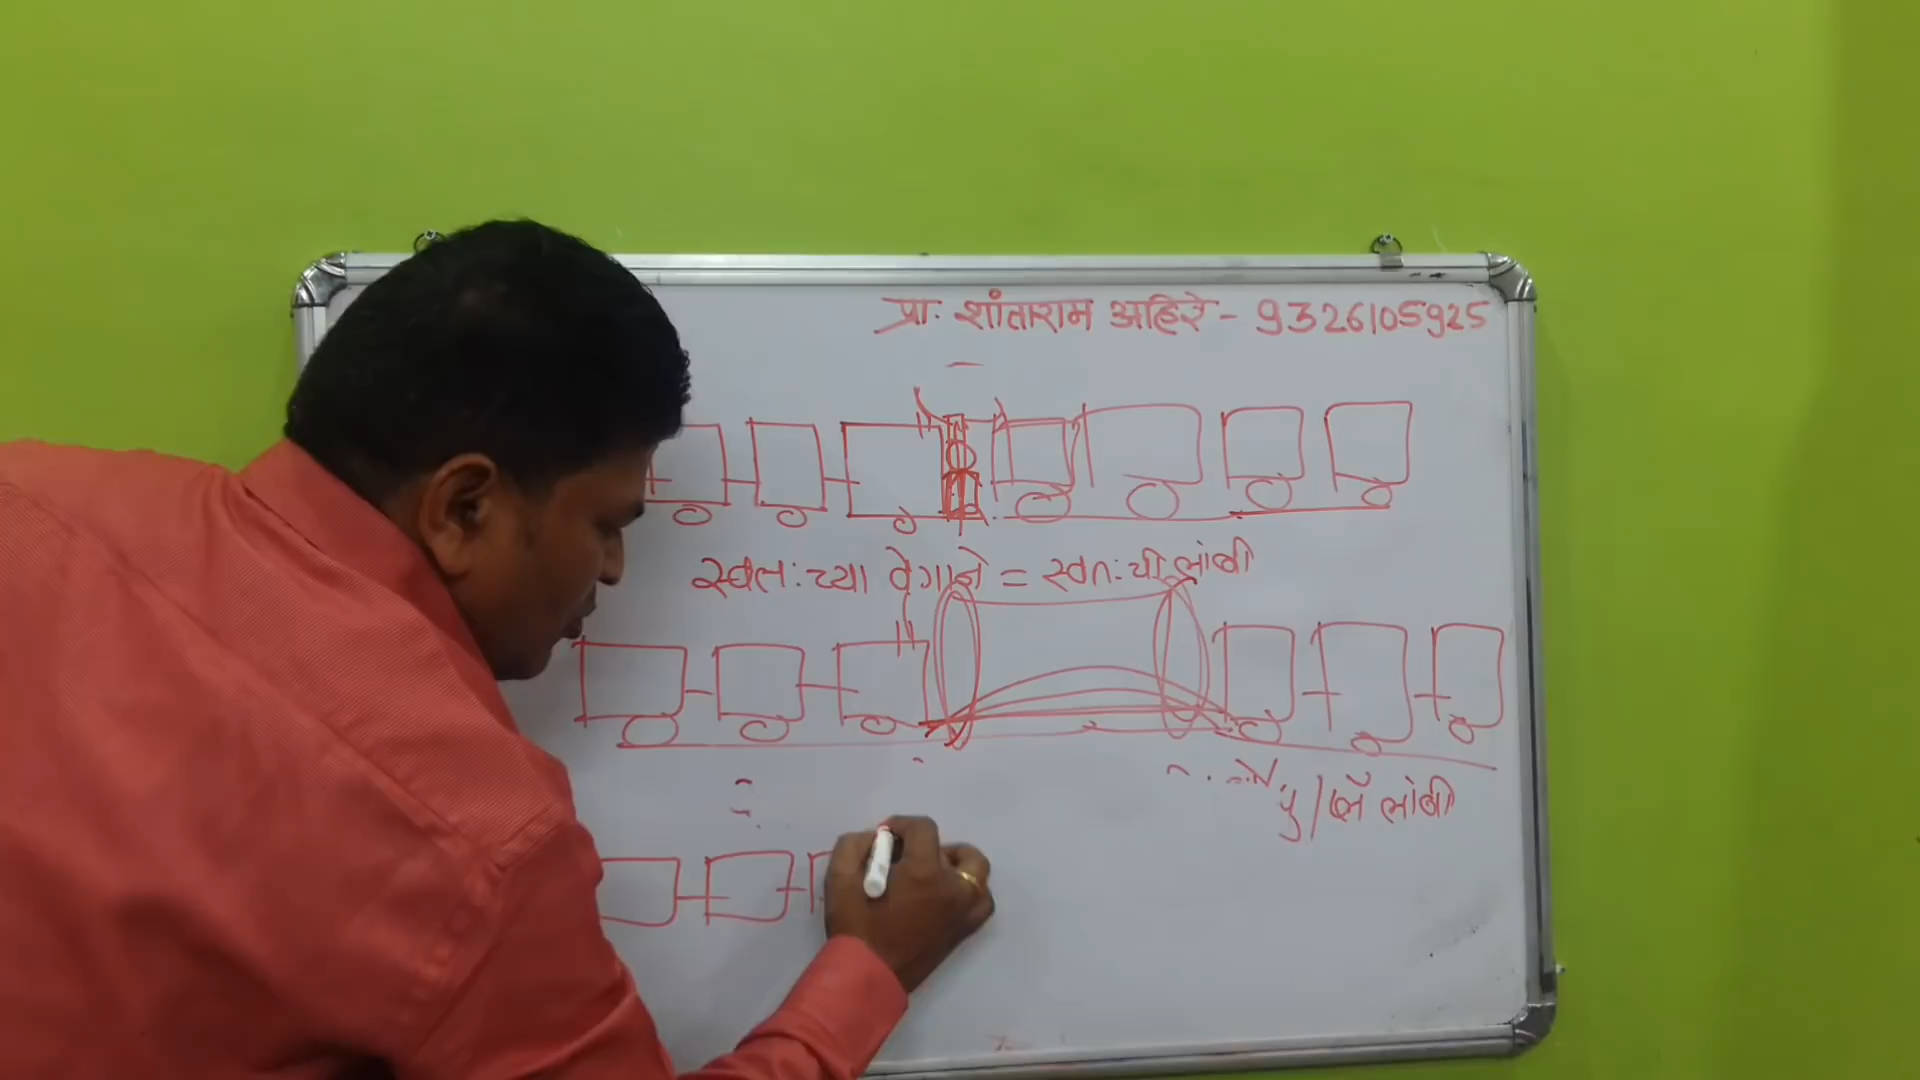 प्रा. शांताराम अहिरे - 9326105925
स्वतःच्या वेगाने = स्वतःची लांबी
पु / प्लॅ लांबी